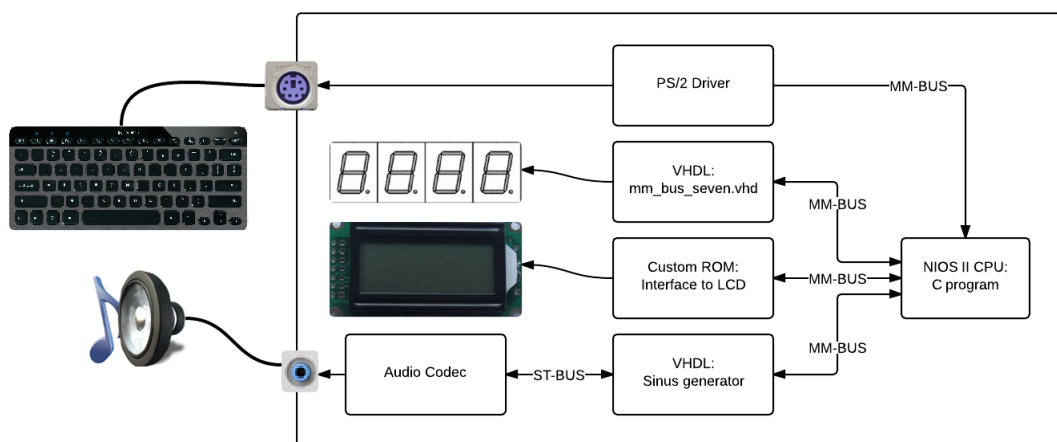 PS/2 Driver
MM-BUS
VHDL:
mm_bus_seven.vhd
MM-BUS
Custom ROM:
Interface to LCD
MM-BUS
NIOS II CPU:
C program
MM-BUS
Audio Codec
ST-BUS
VHDL:
Sinus generator